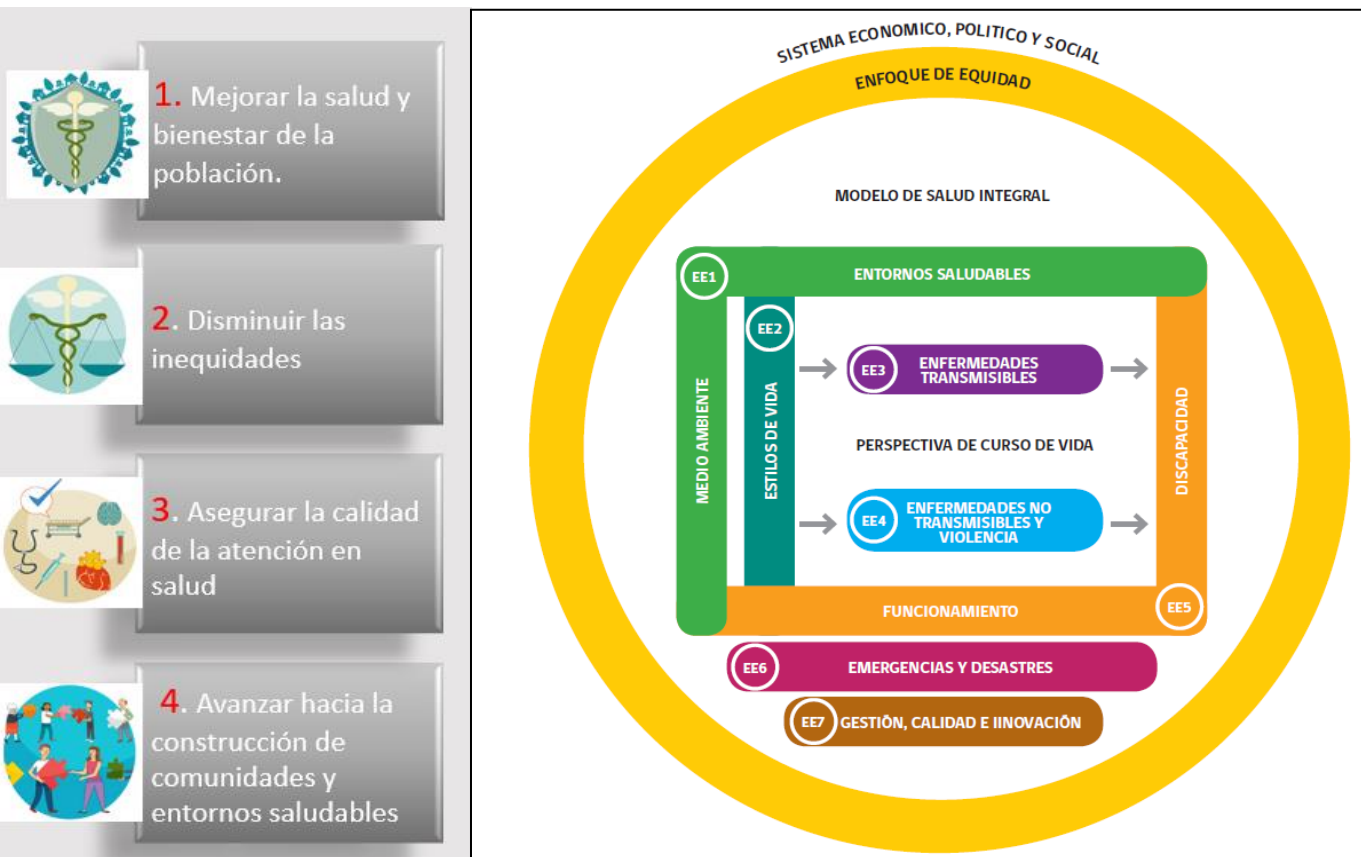 1. Mejorar la salud y
bienestar de la
población.
2. Disminuir las
inequidades
3. Asegurar la calidad
de la atención en
salud
4. Avanzar hacia la
construcción de
comunidades y
entornos saludables
SISTEMA ECONOMICO, POLITICO Y SOCIAL
ENFOQUE DE EQUIDAD
MODELO DE SALUD INTEGRAL
EE1
ENTORNOS SALUDABLES
MEDIO AMBIENTE
EE2
ESTILOS DE VIDA
EE3
ENFERMEDADES
TRANSMISIBLES
PERSPECTIVA DE CURSO DE VIDA
EE4
ENFERMEDADES NO
TRANSMISIBLES Y
VIOLENCIA
DISCAPACIDAD
FUNCIONAMIENTO
EE5
EE6
EMERGENCIAS Y DESASTRES
EE7
GESTIÓN, CALIDAD E IINOVACIÓN